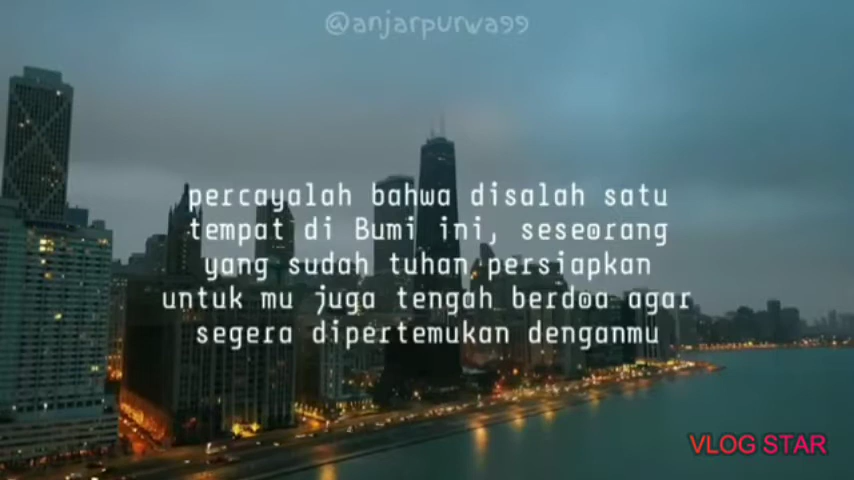 @anjarpurwa99
percayalah bahwa disalah satu
tempat di Bumi ini, seseorang
yang sudah tuhan persiapkan
untuk mu juga tengah berdoa agar
segera dipertemukan denganmu
VLOG STAR